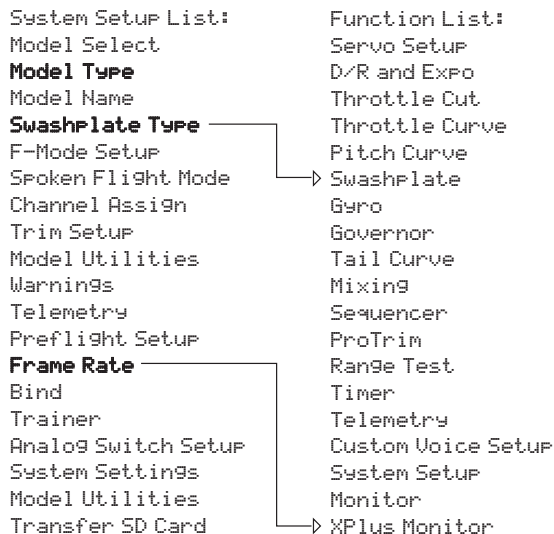 System Setup List:
Model Select
Model Type
Model Name
Swashplate Type
F-Mode Setup
Spoken Flight Mode
Channel Assign
Trim Setup
Model Utilities
Warnings
Telemetry
Preflight Setup
Frame Rate
Bind
Trainer
Analog Switch Setup
System Settings
Model Utilities
Transfer SD Card
Function List:
Servo Setup
D/R and Expo
Throttle Cut
Throttle Curve
Pitch Curve
Swashplate
Gyro
Governor
Tail Curve
Mixing
Sequencer
ProTrim
Range Test
Timer
Telemetry
Custom Voice Setup
System Setup
Monitor
XPlus Monitor